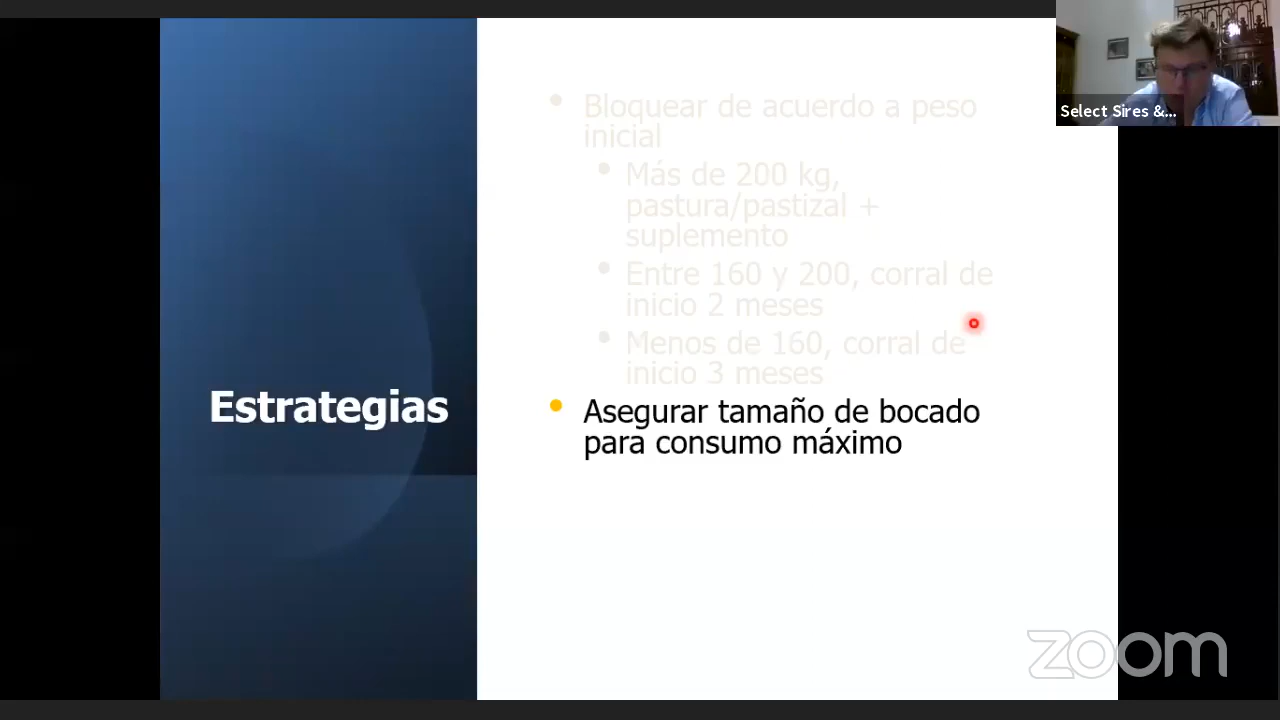 Select Sires &...
Bloquear de acuerdo a peso
inicial
Más de 200 kg,
pastura/pastizal +
suplemento
Entre 160 y 200, corral de
inicio 2 meses
Menos de 160, corral de
inicio 3 meses
Estrategias
Asegurar tamaño de bocado
para consumo máximo
zoom